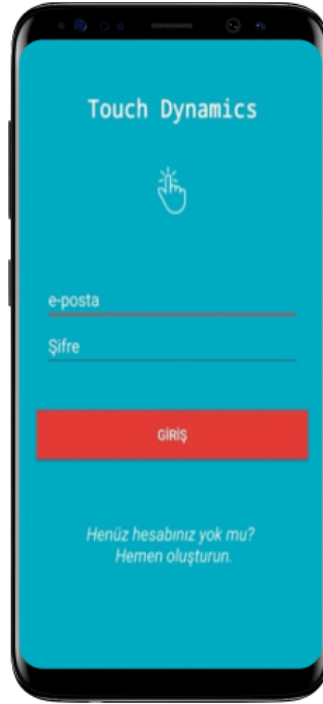 Touch Dynamics
e-posta
Şifre
GİRİŞ
Henüz hesabınız yok mu?
Hemen oluşturun.